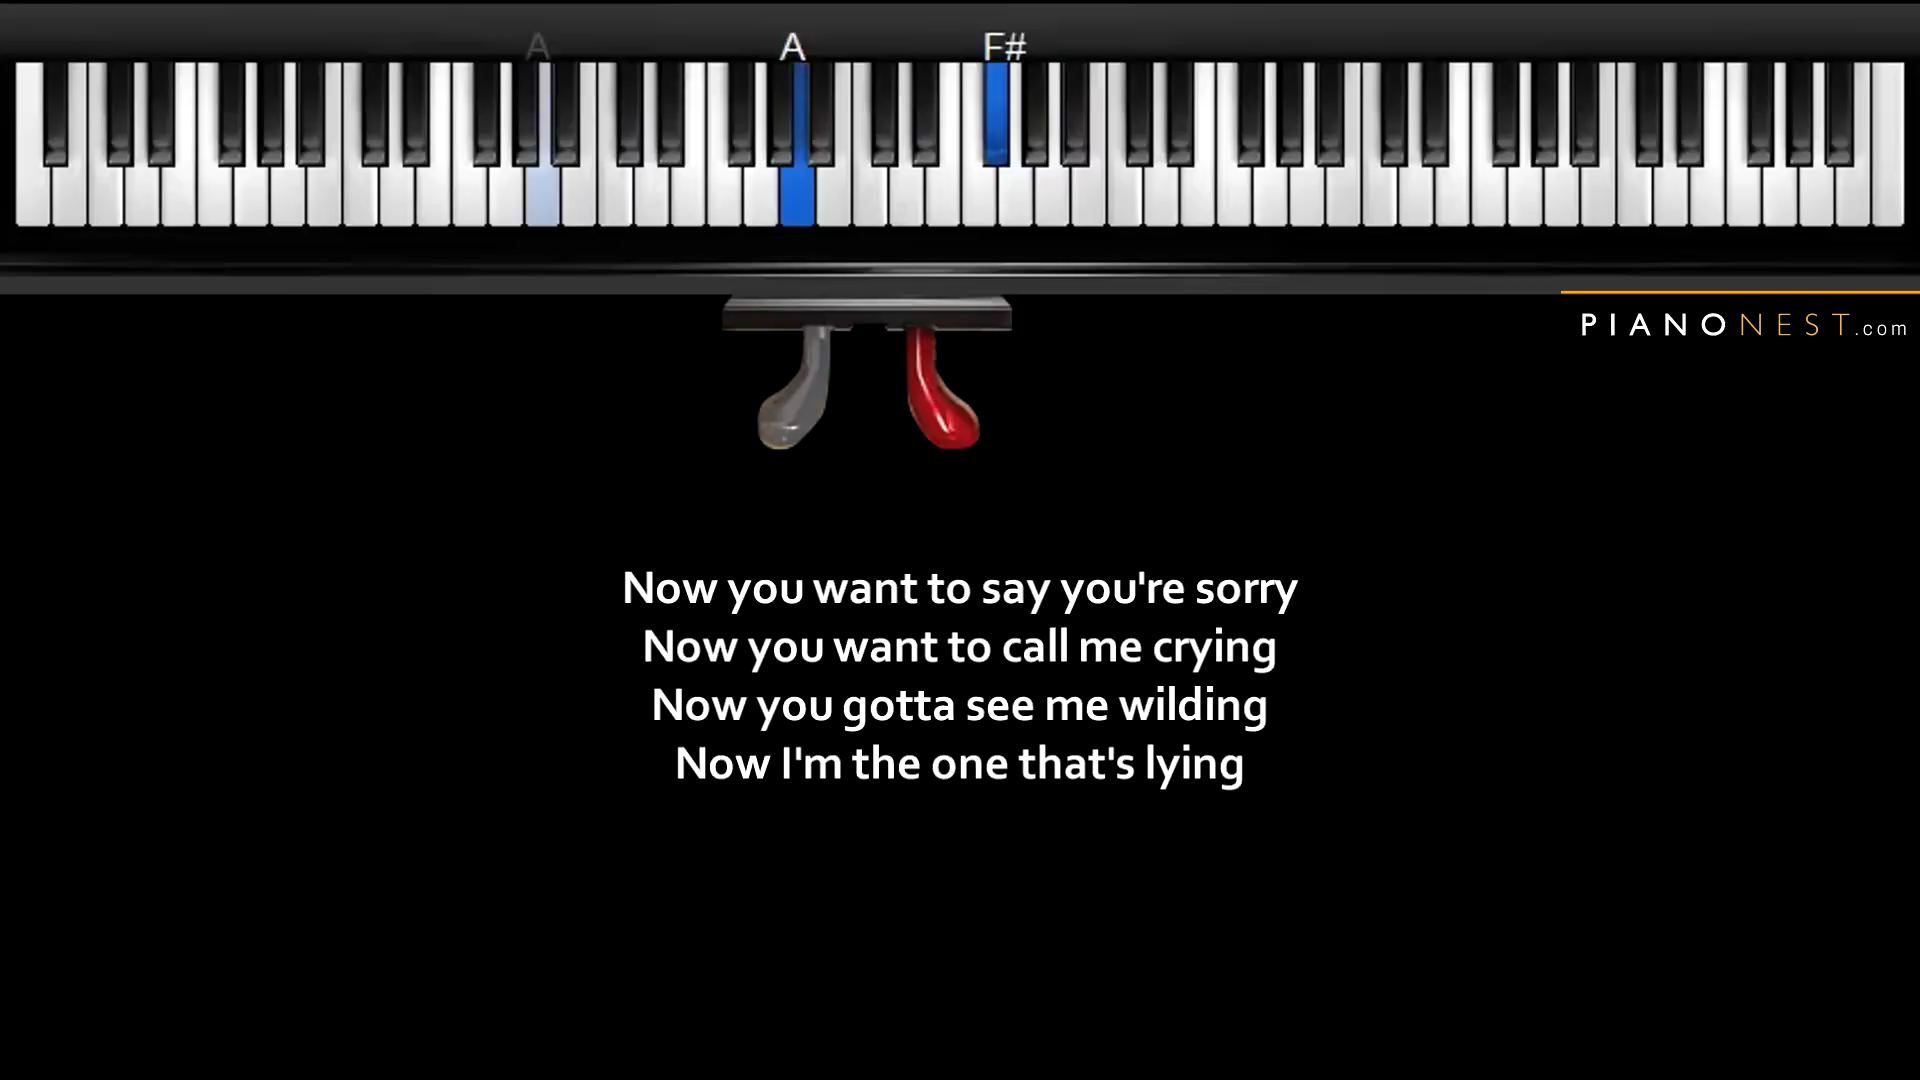 A A F#
PIANONEST.com
Now you want to say you're sorry
Now you want to call me crying
Now you gotta see me wilding
Now I'm the one that's lying